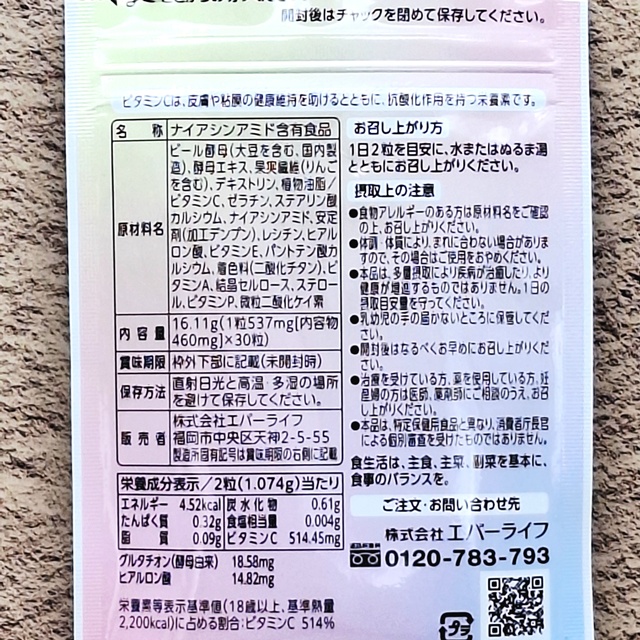 開封後はチャックを閉めて保存してください。
ビタミンCは、皮膚や粘膜の健康維持を助けるとともに、抗酸化作用を持つ栄養素です。
名　称 ナイアシンアミド含有食品
原材料名
ビール酵母(大豆を含む、国内製
造)、酵母エキス、果実繊維(りんご
を含む)、デキストリン、植物油脂/
ビタミンC、ゼラチン、ステアリン酸
カルシウム、ナイアシンアミド、安定
剤(加工デンプン)、レシチン、ヒアル
ロン酸、ビタミンE、パントテン酸カ
ルシウム、着色料(二酸化チタン)、ビ
タミンA、結晶セルロース、ステロー
ル、ビタミンP、微粒二酸化ケイ素
内 容 量 16.11g(1粒537mg[内容物
460mg]×30粒)
賞味期限 枠外下部に記載(未開封時)
保存方法 直射日光と高温・多湿の場所
を避けて保存してください。
販 売 者 株式会社エバーライフ
福岡市中央区天神2-5-55
製造所固有記号は賞味期限の右側に記載
栄養成分表示/2粒(1.074g)当たり
エネルギー 4.52kcal 炭水化物 0.61g
たんぱく質 0.32g 食塩相当量 0.004g
脂　質 0.09g ビタミンC 514.45mg
グルタチオン(酵母由来) 18.58mg
ヒアルロン酸 14.82mg
栄養素等表示基準値(18歳以上、基準熱量
2,200kcal)に占める割合:ビタミンC 514%
お召し上がり方
1日2粒を目安に、水またはぬるま湯
とともにお召し上がりください。
摂取上の注意
●食物アレルギーのある方は原材料名をご確認
の上、お召し上がりください。
●体調・体質により、まれに合わない場合がありま
すので、その場合はご使用をおやめください。
●本品は、多量摂取により疾病が治癒したり、より
健康が増進するものではありません。1日の
摂取目安量を守ってください。
●乳幼児の手の届かないところに保管してくだ
さい。
●開封後はなるべくお早めにお召し上がりくだ
さい。
●治療を受けている方、薬を使用している方、妊
産婦の方は医師、薬剤師にご相談のうえ、お召
し上がりください。
●本品は、特定保健用食品と異なり、消費者庁長官
による個別審査を受けたものではありません。
食生活は、主食、主菜、副菜を基本に、
食事のバランスを。
ご注文・お問い合わせ先
株式会社 エバーライフ
0120-783-793
プラ